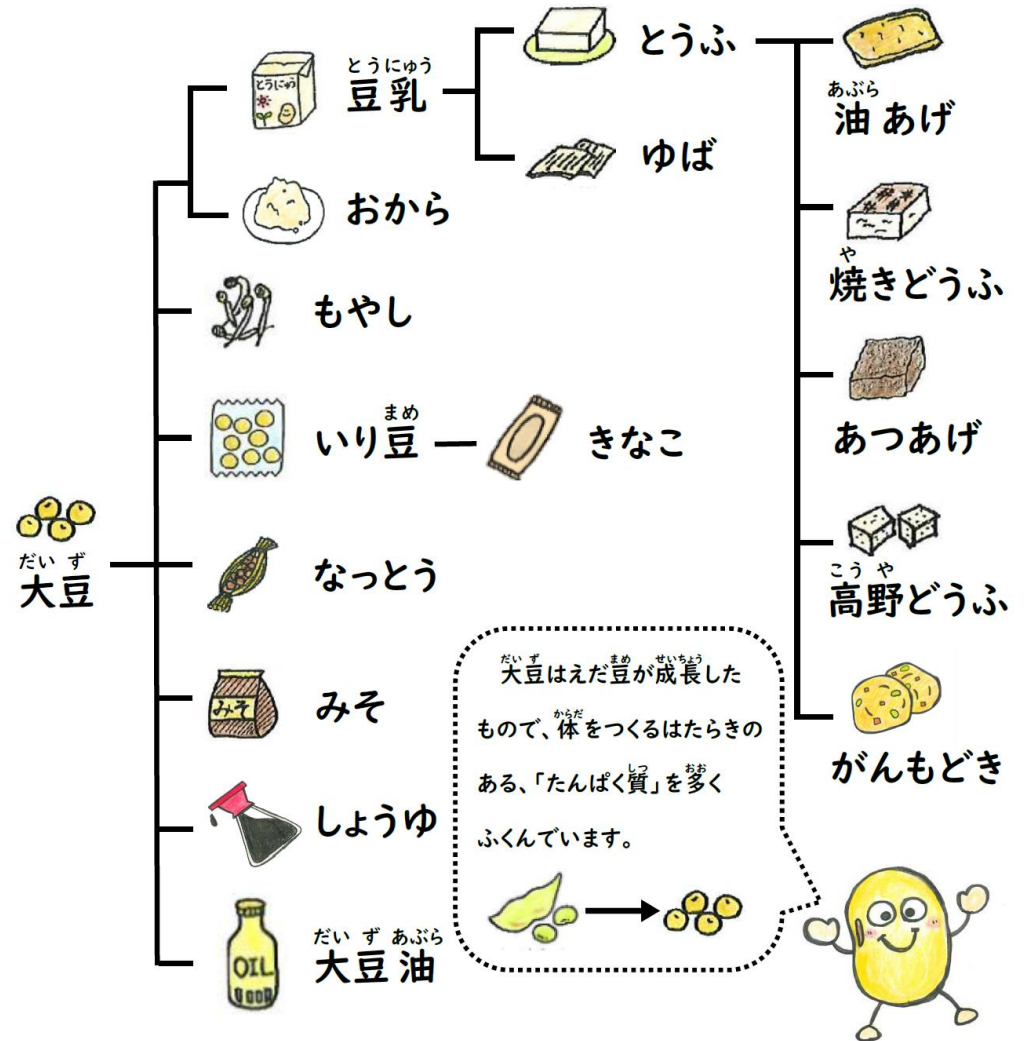 とうにゅう
豆乳
とうにゅう
とうふ
ゆば
おから
もやし
まめ
いり豆
きなこ
なっとう
みそ
みそ
しょうゆ
OIL
だい ず あぶら
大豆油
だい ず
大豆
あぶら
油あげ
や
焼きどうふ
あつあげ
こう や
高野どうふ
がんもどき
だい ず まめ せいちょう
大豆はえだ豆が成長した
からだ
もので、体をつくるはたらきの
しつ おお
ある、「たんぱく質」を多く
ふくんでいます。